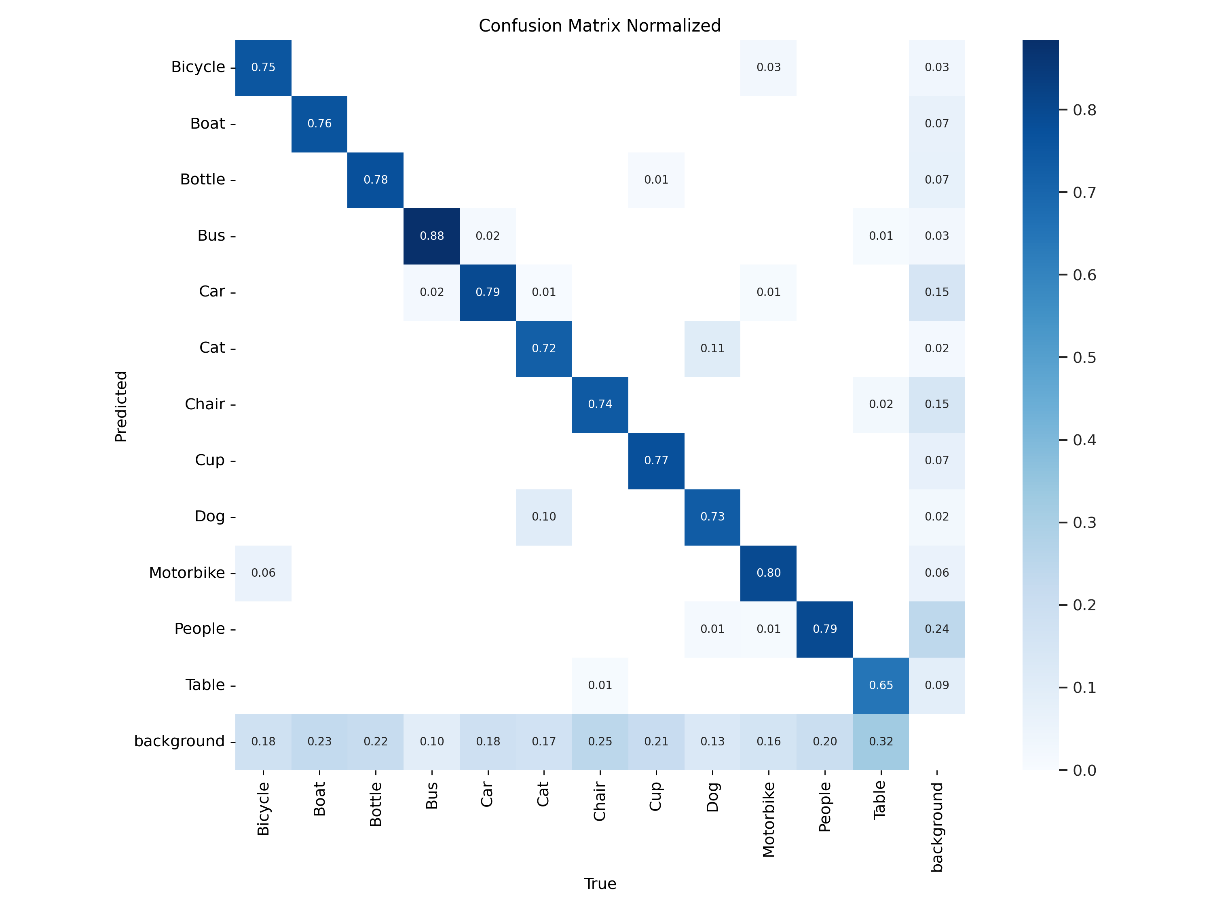 Confusion Matrix Normalized
Bicycle 0.75 0.03 0.03
Boat 0.76 0.07
Bottle 0.78 0.01 0.07
Bus 0.88 0.02 0.01 0.03
Car 0.02 0.79 0.01 0.01 0.15
Cat 0.72 0.11 0.02
Chair 0.74 0.02 0.15
Cup 0.77 0.07
Dog 0.10 0.73 0.02
Motorbike 0.06 0.80 0.06
People 0.01 0.01 0.79 0.24
Table 0.01 0.65 0.09
background 0.18 0.23 0.22 0.10 0.18 0.17 0.25 0.21 0.13 0.16 0.20 0.32
Predicted
Bicycle Boat Bottle Bus Car Cat Chair Cup Dog Motorbike People Table background
True
0.8
0.7
0.6
0.5
0.4
0.3
0.2
0.1
0.0